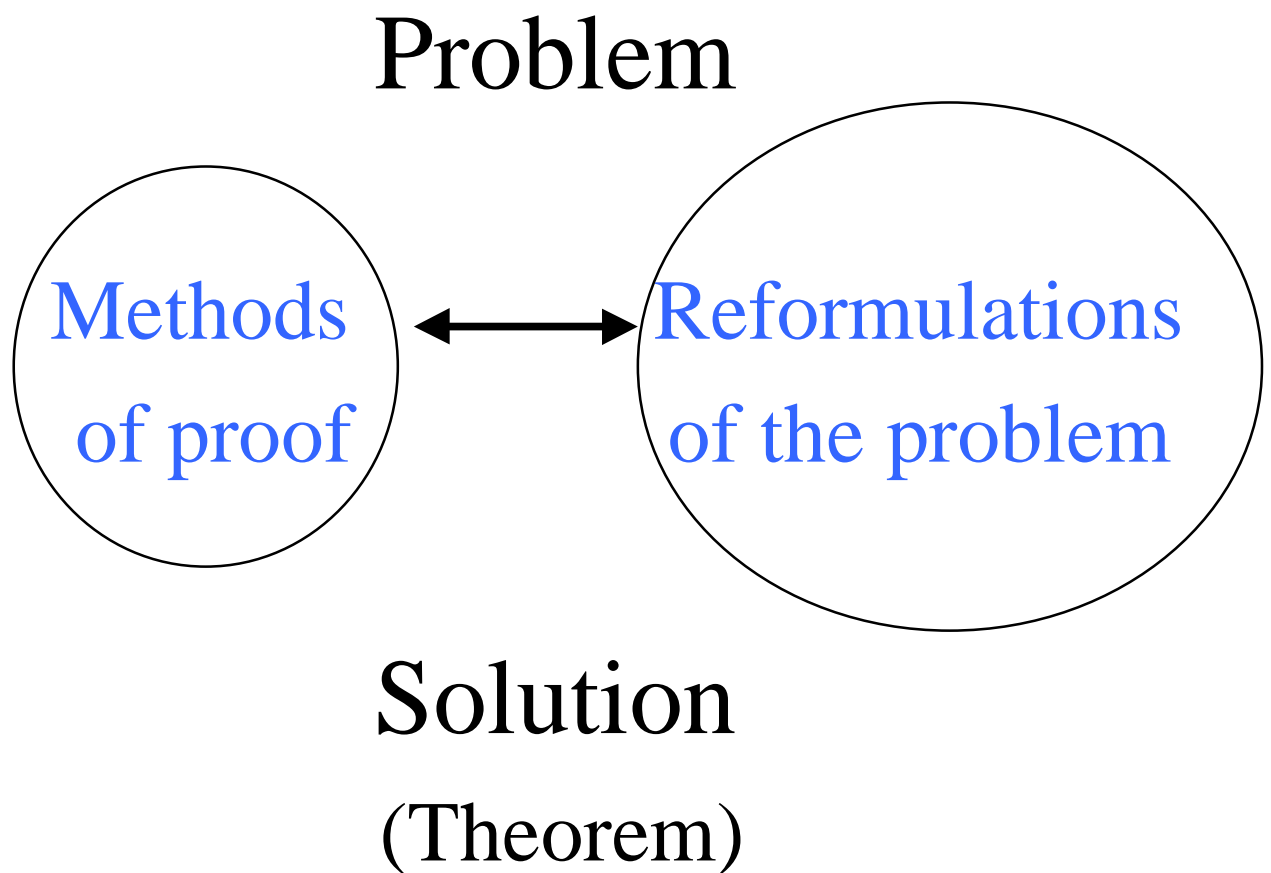 Problem
Methods
of proof
Reformulations
of the problem
Solution
(Theorem)